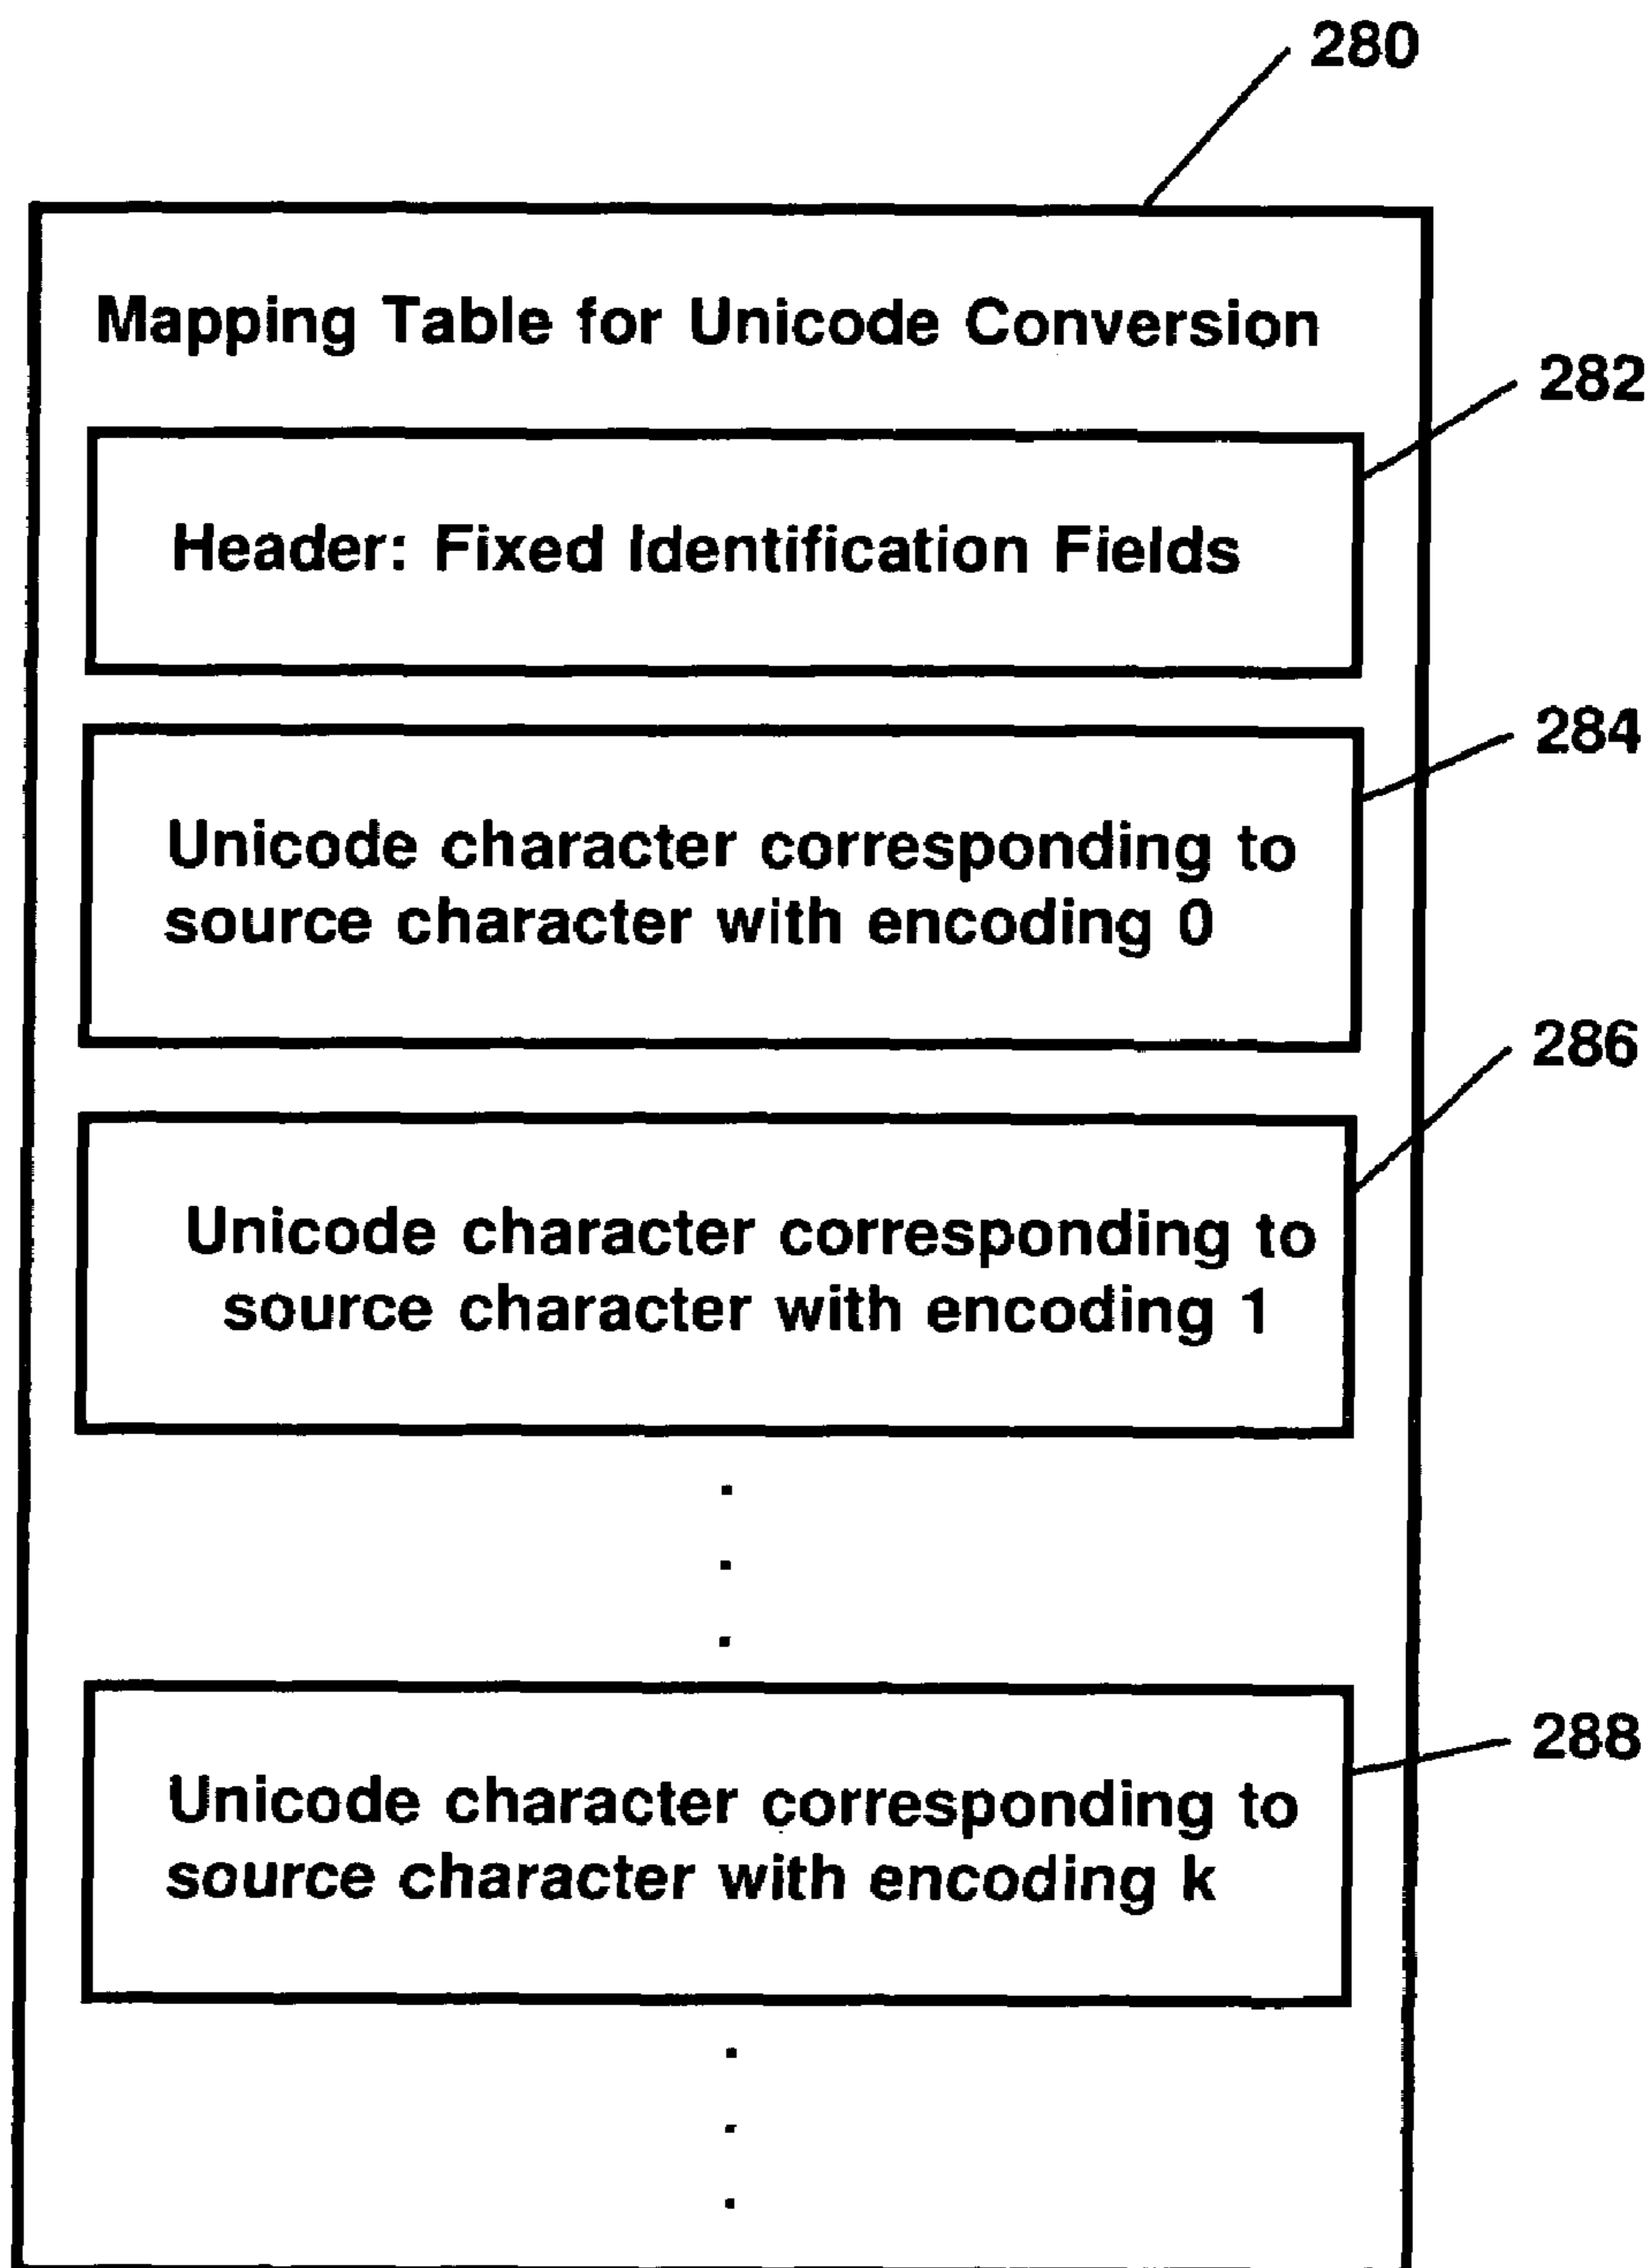 280
Mapping Table for Unicode Conversion
282
Header: Fixed Identification Fields
284
Unicode character corresponding to
source character with encoding 0
286
Unicode character corresponding to
source character with encoding 1
288
Unicode character corresponding to
source character with encoding k